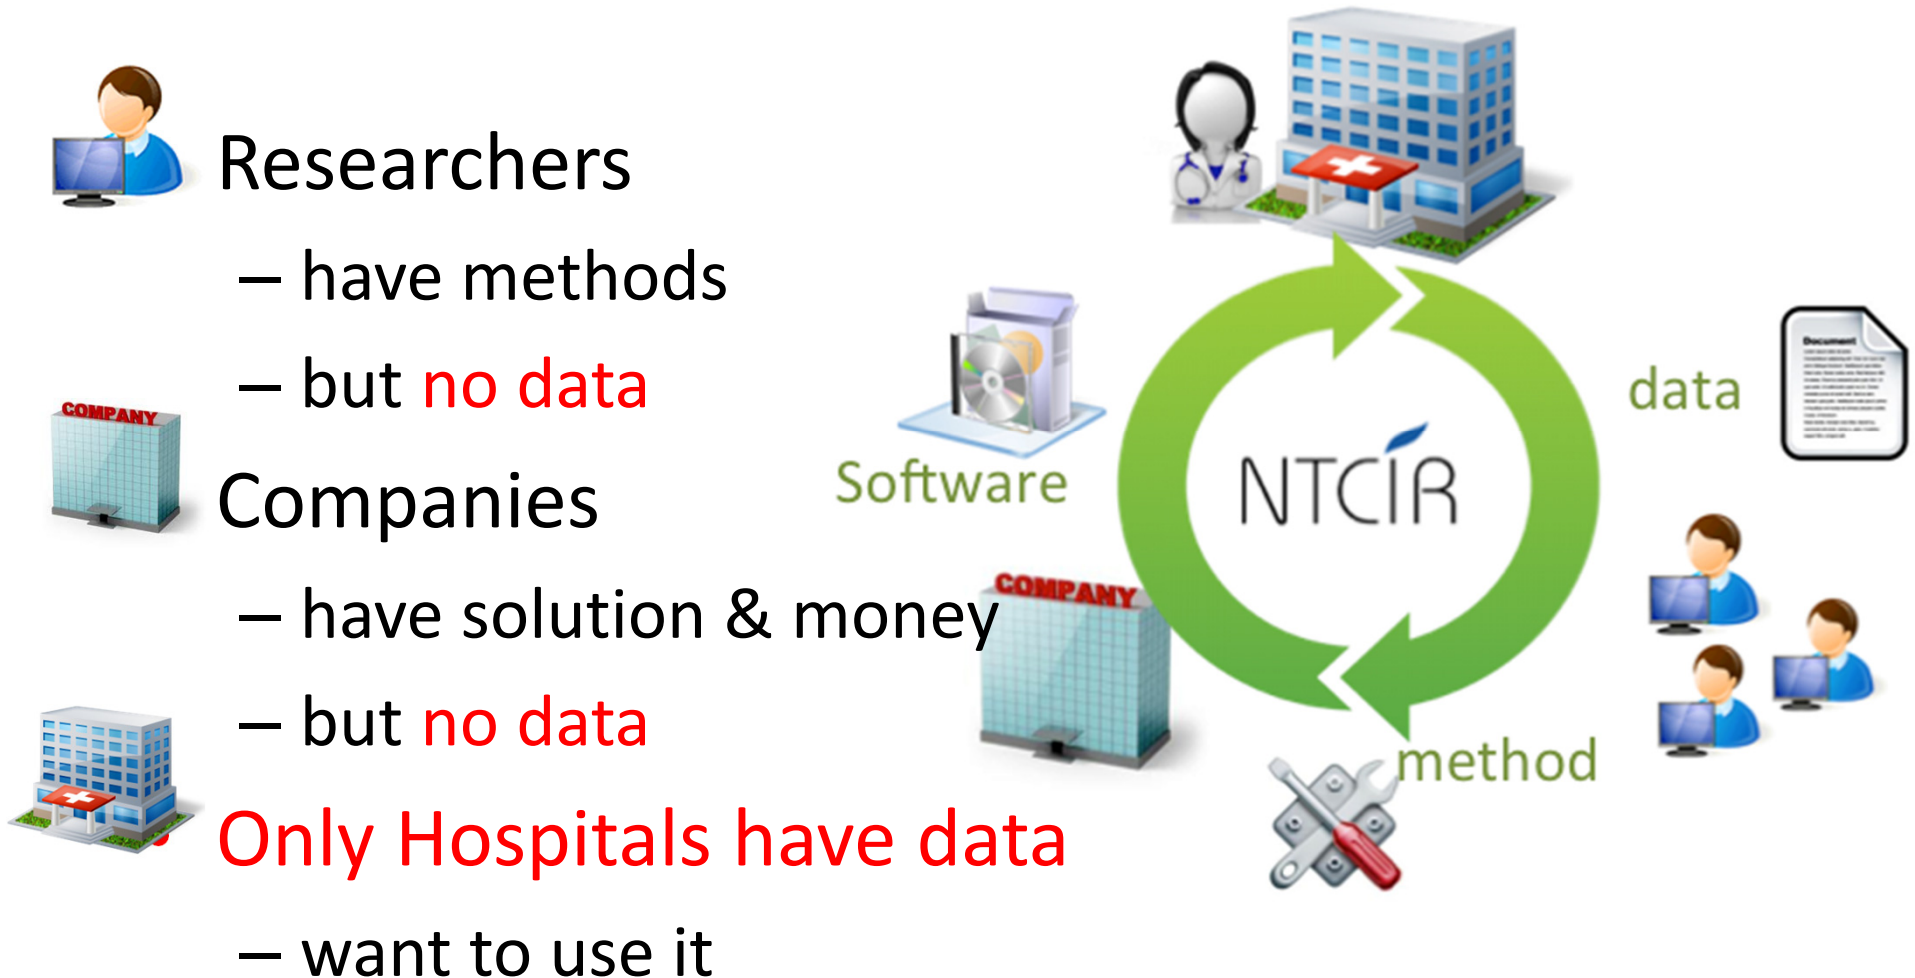 Researchers
– have methods
– but no data
COMPANY
Companies
– have solution & money
– but no data
Only Hospitals have data
– want to use it
data
Document
Software
NTCIR
COMPANY
method